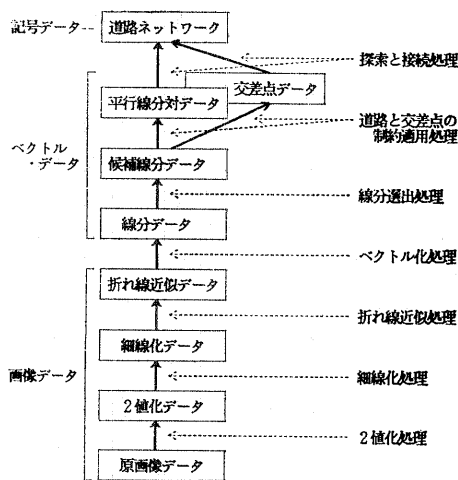 記号データ
道路ネットワーク
探索と接続処理
交差点データ
平行線分対データ
道路と交差点の
制約適用処理
ベクトル
・データ
候補線分データ
線分選出処理
線分データ
ベクトル化処理
折れ線近似データ
折れ線近似処理
細線化データ
画像データ
細線化処理
2値化データ
2値化処理
原画像データ